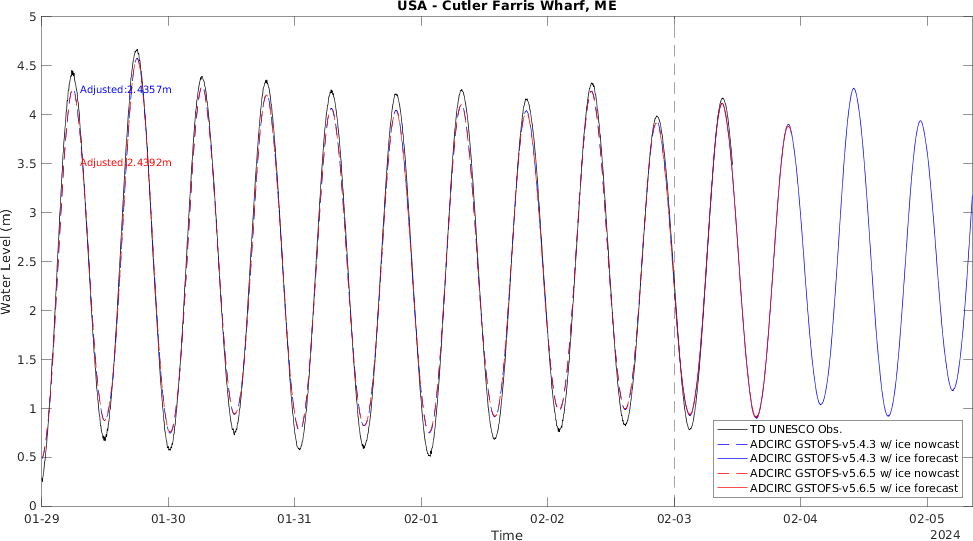 USA - Cutler Farris Wharf, ME
5
4.5
4
3.5
3
2.5
2
1.5
1
0.5
0
Water Level (m)
Adjusted:2.4357m
Adjusted:2.4392m
TD UNESCO Obs.
ADCIRC GSTOFS-v5.4.3 w/ ice nowcast
ADCIRC GSTOFS-v5.4.3 w/ ice forecast
ADCIRC GSTOFS-v5.6.5 w/ ice nowcast
ADCIRC GSTOFS-v5.6.5 w/ ice forecast
01-29 01-30 01-31 02-01 02-02 02-03 02-04 02-05
Time
2024